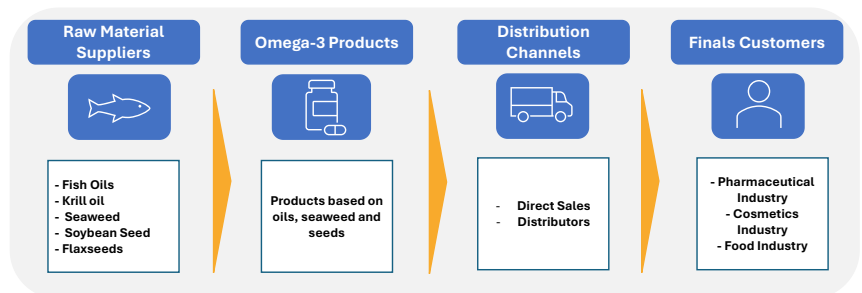 Raw Material
Suppliers
Omega-3 Products
Distribution
Channels
Finals Customers
- Fish Oils
- Krill oil
- Seaweed
- Soybean Seed
- Flaxseeds
Products based on
oils, seaweed and
seeds
- Direct Sales
- Distributors
- Pharmaceutical
Industry
- Cosmetics
Industry
- Food Industry